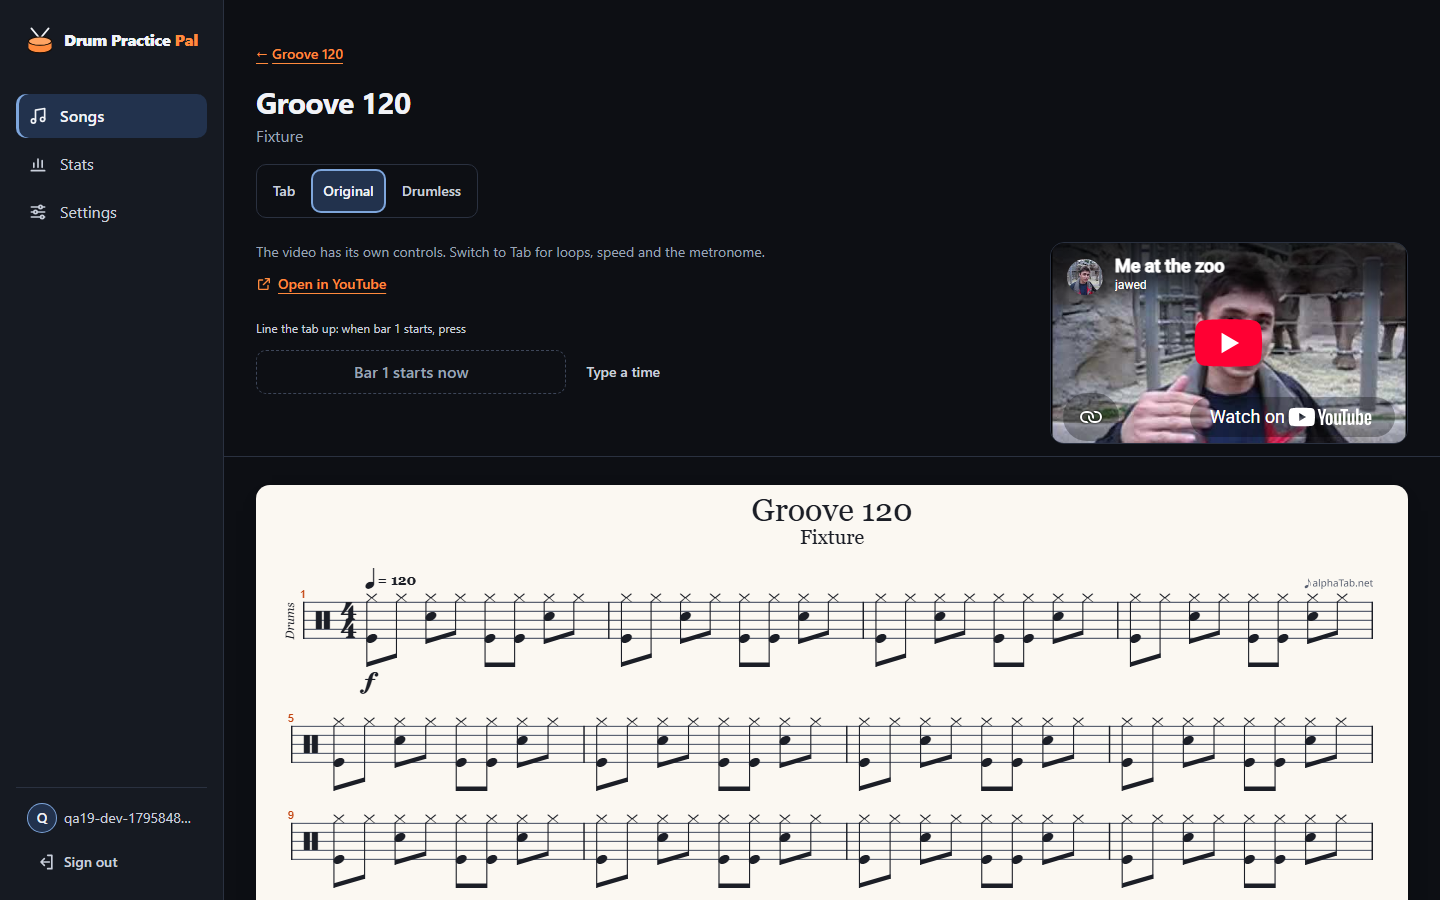 Drum Practice Pal
Songs
Stats
Settings
qa19-dev-1795848...
Sign out
← Groove 120
Groove 120
Fixture
Tab
Original
Drumless
The video has its own controls. Switch to Tab for loops, speed and the metronome.
Open in YouTube
Line the tab up: when bar 1 starts, press
Bar 1 starts now
Type a time
Me at the zoo
jawed
Watch on YouTube
Groove 120
Fixture
= 120
alphaTab.net
1
Drums
4
4
f
5
9
Q